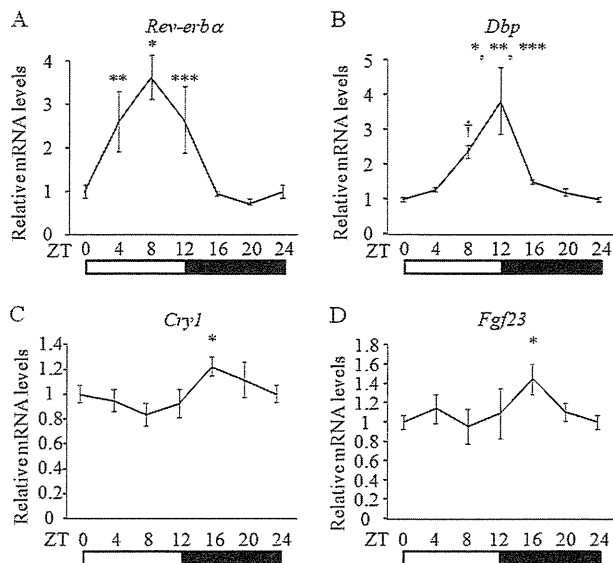 A
Rev-erbα
Relative mRNA levels
4
3
2
1
0
*
**
***
ZT 0 4 8 12 16 20 24
B
Dbp
Relative mRNA levels
5
4
3
2
1
0
*, **, ***
†
ZT 0 4 8 12 16 20 24
C
Cry1
Relative mRNA levels
1.4
1.2
1
0.8
0.6
0.4
0.2
0
*
ZT 0 4 8 12 16 20 24
D
Fgf23
Relative mRNA levels
1.8
1.6
1.4
1.2
1
0.8
0.6
0.4
0.2
0
*
ZT 0 4 8 12 16 20 24